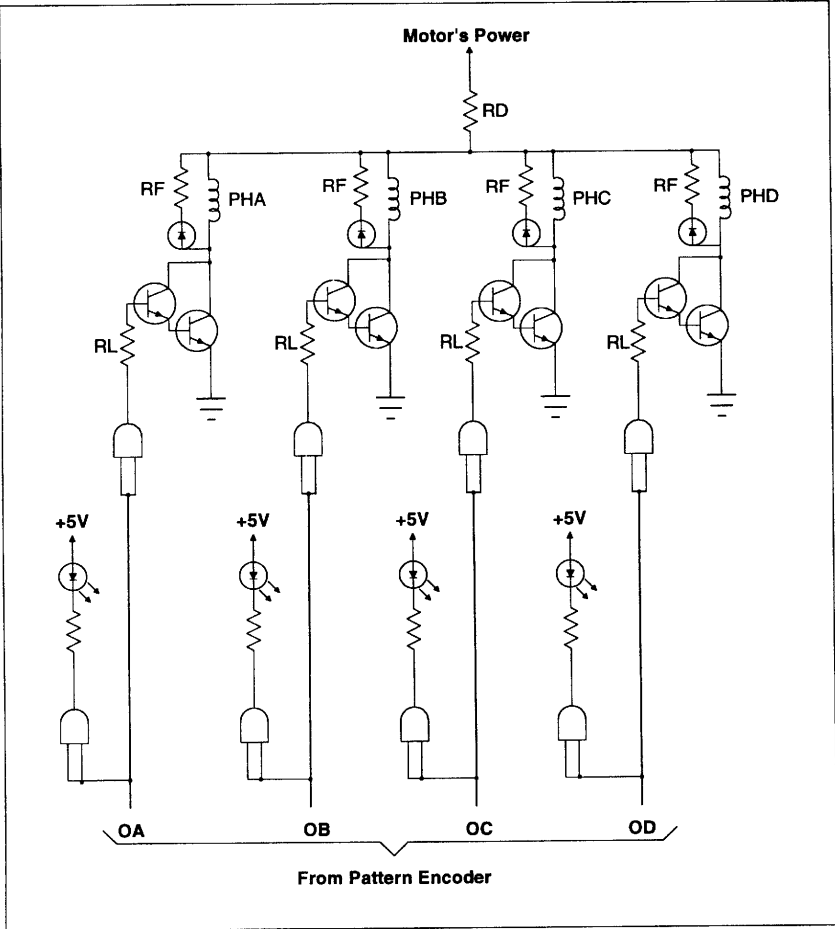 Motor's Power
RD
RF PHA RF PHB RF PHC RF PHD
RL RL RL RL
+5V +5V +5V +5V
OA OB OC OD
From Pattern Encoder